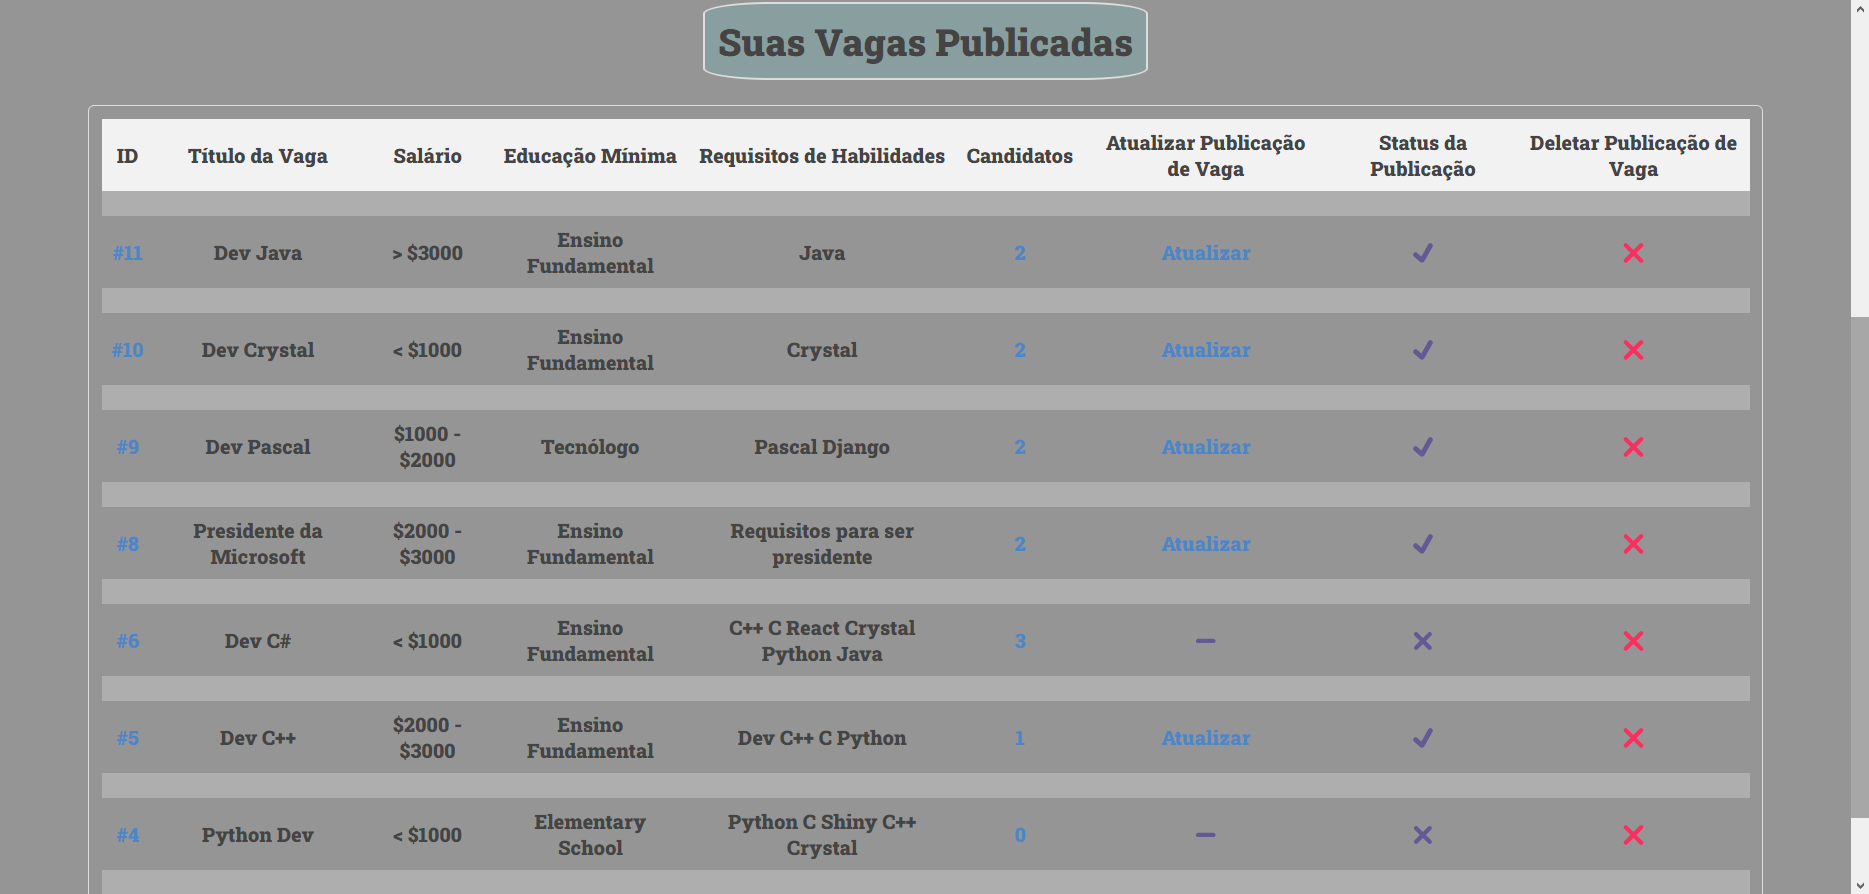 Suas Vagas Publicadas
ID Título da Vaga Salário Educação Mínima Requisitos de Habilidades Candidatos Atualizar Publicação de Vaga Status da Publicação Deletar Publicação de Vaga
#11 Dev Java > $3000 Ensino Fundamental Java 2 Atualizar
#10 Dev Crystal < $1000 Ensino Fundamental Crystal 2 Atualizar
#9 Dev Pascal $1000 - $2000 Tecnólogo Pascal Django 2 Atualizar
#8 Presidente da Microsoft $2000 - $3000 Ensino Fundamental Requisitos para ser presidente 2 Atualizar
#6 Dev C# < $1000 Ensino Fundamental C++ C React Crystal Python Java 3
#5 Dev C++ $2000 - $3000 Ensino Fundamental Dev C++ C Python 1 Atualizar
#4 Python Dev < $1000 Elementary School Python C Shiny C++ Crystal 0